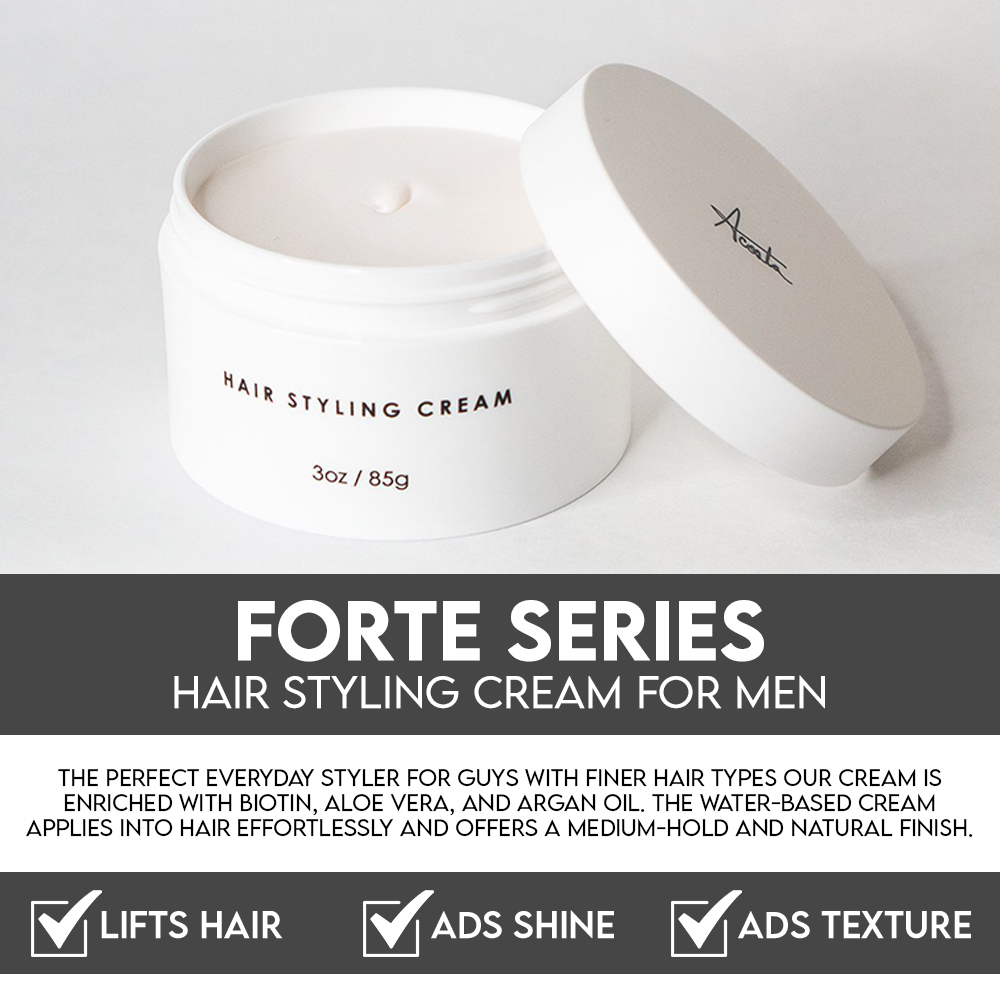 Acosta
HAIR STYLING CREAM
3oz / 85g
FORTE SERIES
HAIR STYLING CREAM FOR MEN
THE PERFECT EVERYDAY STYLER FOR GUYS WITH FINER HAIR TYPES OUR CREAM IS
ENRICHED WITH BIOTIN, ALOE VERA, AND ARGAN OIL. THE WATER-BASED CREAM
APPLIES INTO HAIR EFFORTLESSLY AND OFFERS A MEDIUM-HOLD AND NATURAL FINISH.
LIFTS HAIR
ADS SHINE
ADS TEXTURE